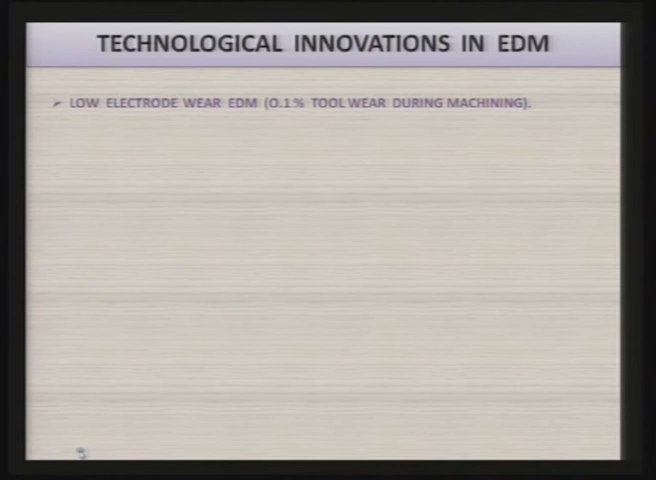 TECHNOLOGICAL INNOVATIONS IN EDM
➢ LOW ELECTRODE WEAR EDM (0.1 % TOOL WEAR DURING MACHINING).